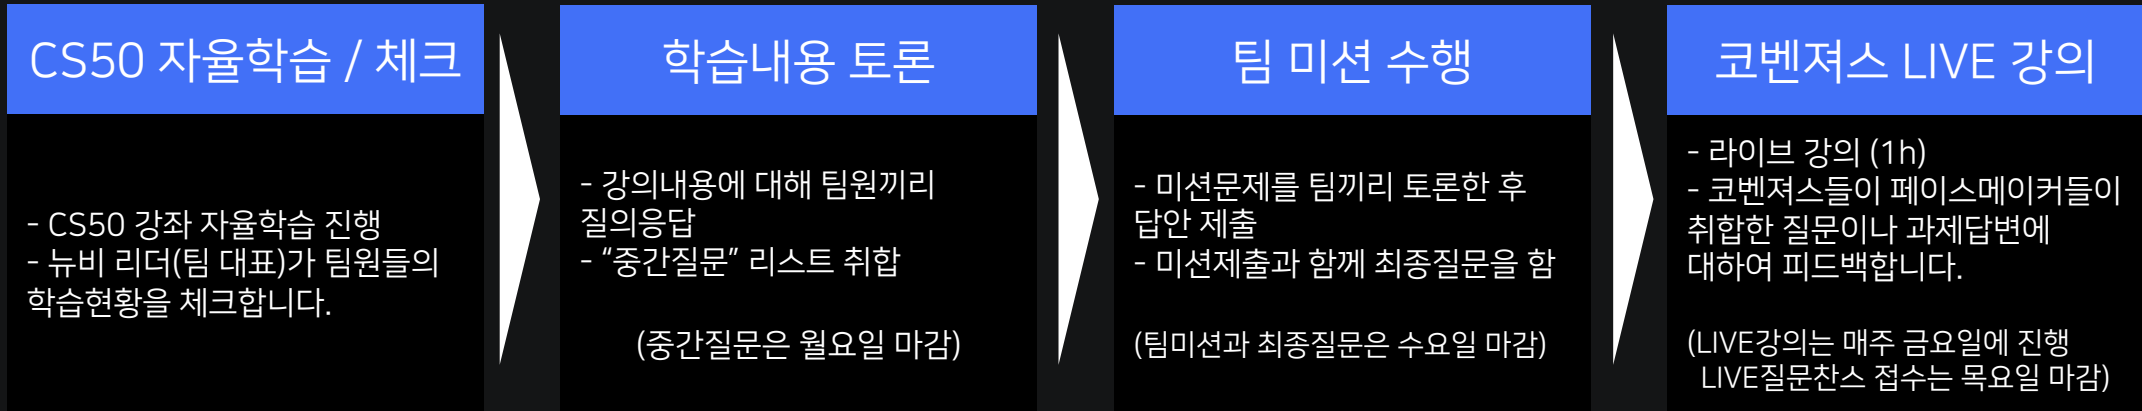 CS50 자율학습 / 체크
- CS50 강좌 자율학습 진행
- 뉴비 리더(팀 대표)가 팀원들의
학습현황을 체크합니다.
학습내용 토론
- 강의내용에 대해 팀원끼리
질의응답
- “중간질문” 리스트 취합
(중간질문은 월요일 마감)
팀 미션 수행
- 미션문제를 팀끼리 토론한 후
답안 제출
- 미션제출과 함께 최종질문을 함
(팀미션과 최종질문은 수요일 마감)
코벤져스 LIVE 강의
- 라이브 강의 (1h)
- 코벤져스들이 페이스메이커들이
취합한 질문이나 과제답변에
대하여 피드백합니다.
(LIVE강의는 매주 금요일에 진행
LIVE질문찬스 접수는 목요일 마감)